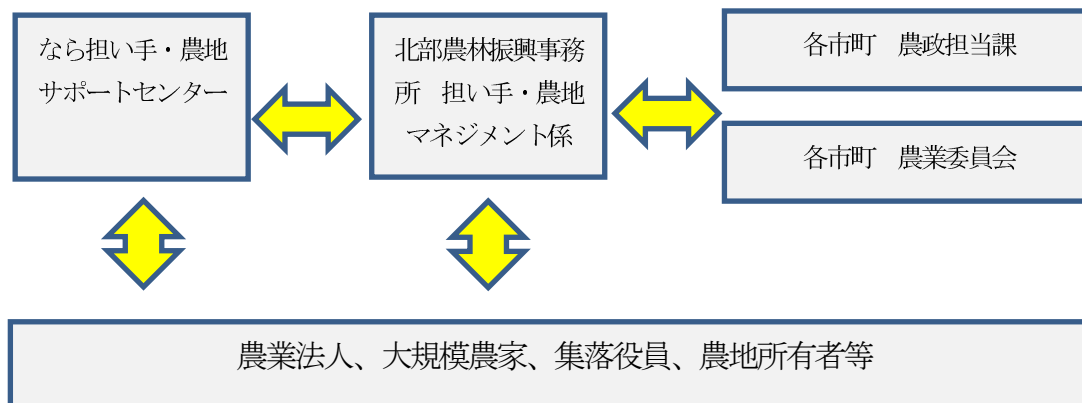 なら担い手・農地
サポートセンター
北部農林振興事務
所　担い手・農地
マネジメント係
各市町　農政担当課
各市町　農業委員会
農業法人、大規模農家、集落役員、農地所有者等